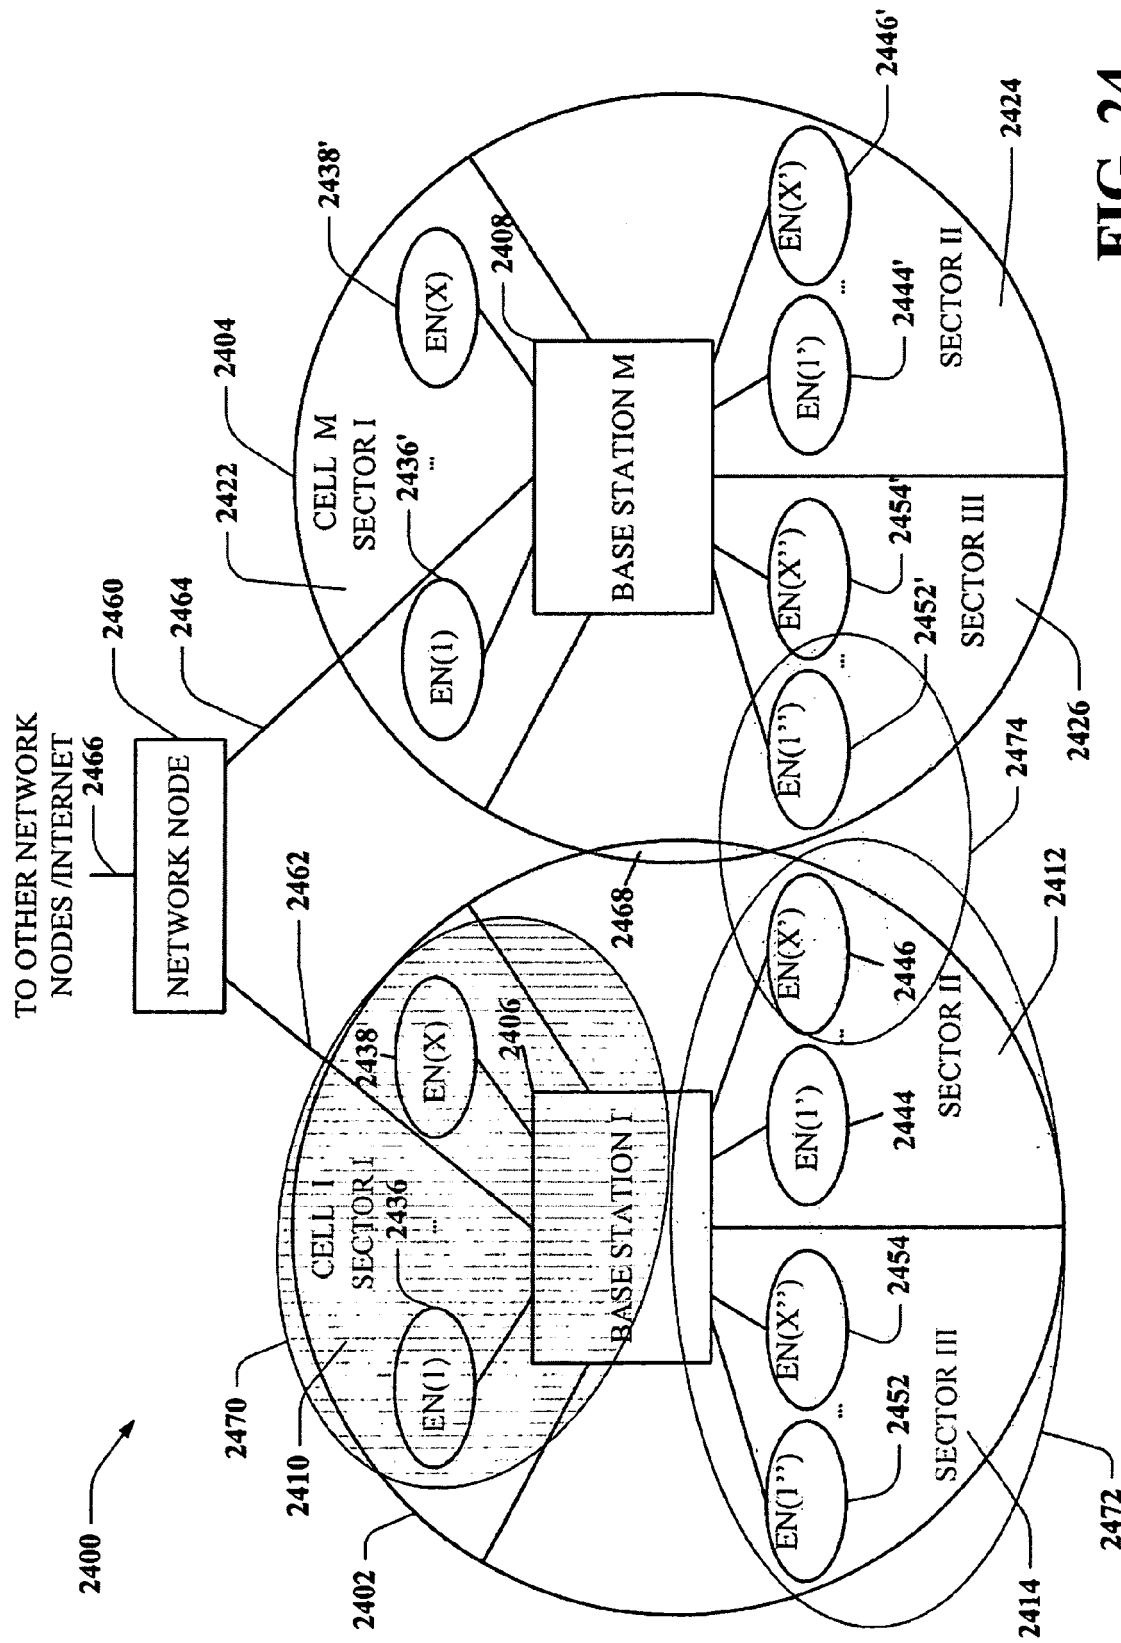 TO OTHER NETWORK
NODES /INTERNET
2466
2460
NETWORK NODE
2464
2462
2400
2402
2410
2470
2404
2422
2438'
CELL I
SECTOR I
2436
...
2438
EN(1)
EN(X)
2406
BASE STATION I
CELL M
SECTOR I
2436'
...
EN(1)
EN(X)
2408
BASE STATION M
2468
EN(1'')
...
EN(X'')
EN(1')
...
EN(X')
EN(1'')
...
EN(X'')
EN(1')
...
EN(X')
2452
2454
2444
2446
2452'
2454'
2444'
2446'
SECTOR III
SECTOR II
SECTOR III
SECTOR II
2414
2472
2412
2474
2426
2424
FIG. 24